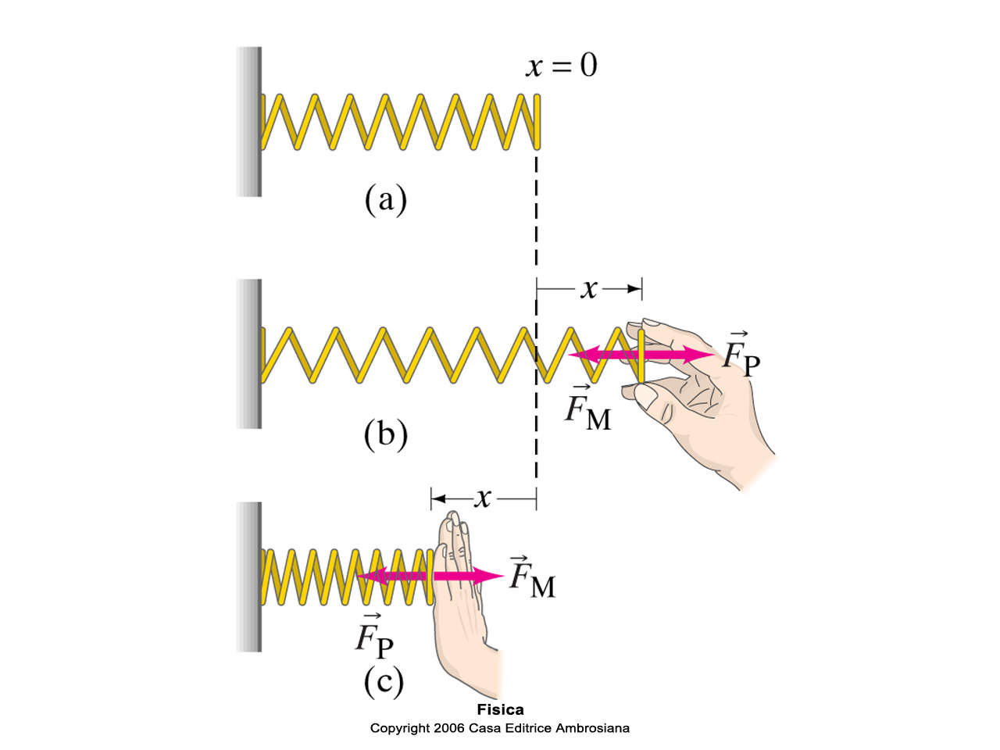 x = 0
(a)
x
F⃗P
F⃗M
(b)
x
F⃗M
F⃗P
(c)
Fisica
Copyright 2006 Casa Editrice Ambrosiana